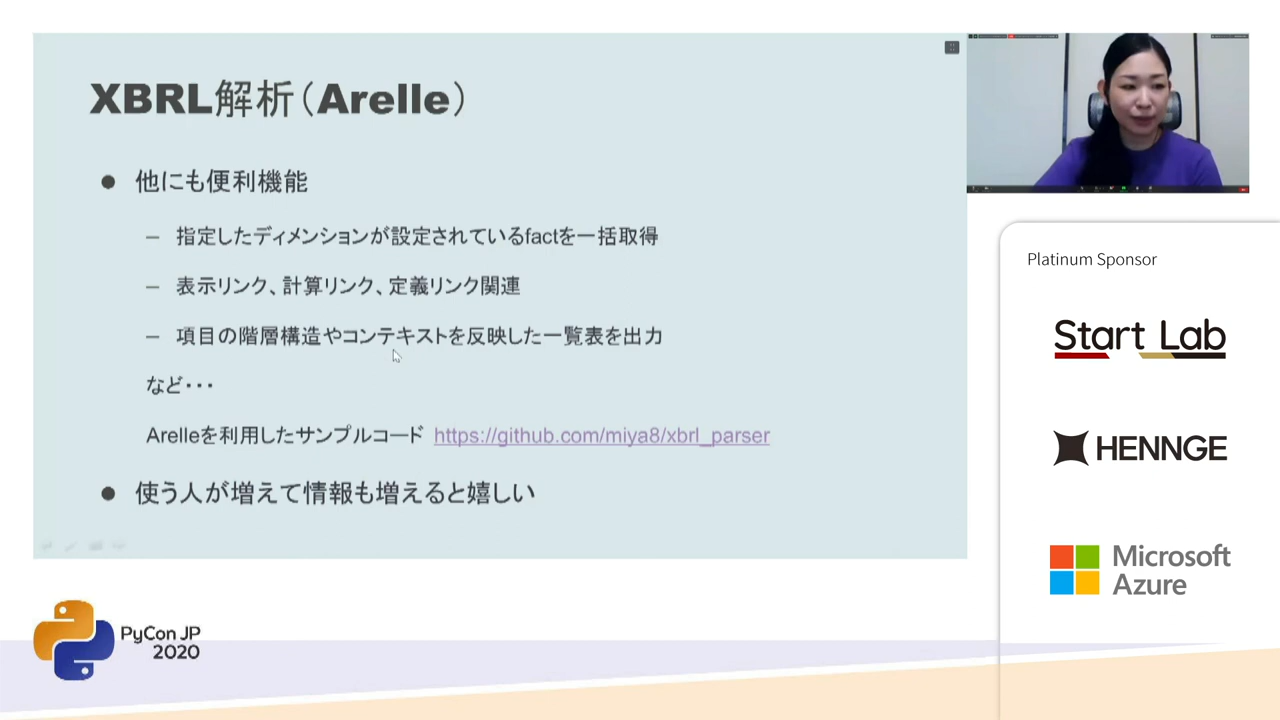 XBRL解析(Arelle)
● 他にも便利機能
– 指定したディメンションが設定されているfactを一括取得
– 表示リンク、計算リンク、定義リンク関連
– 項目の階層構造やコンテキストを反映した一覧表を出力
など・・・
Arelleを利用したサンプルコード https://github.com/miya8/xbrl_parser
● 使う人が増えて情報も増えると嬉しい
Platinum Sponsor
Start Lab
HENNGE
Microsoft
Azure
PyCon JP
2020